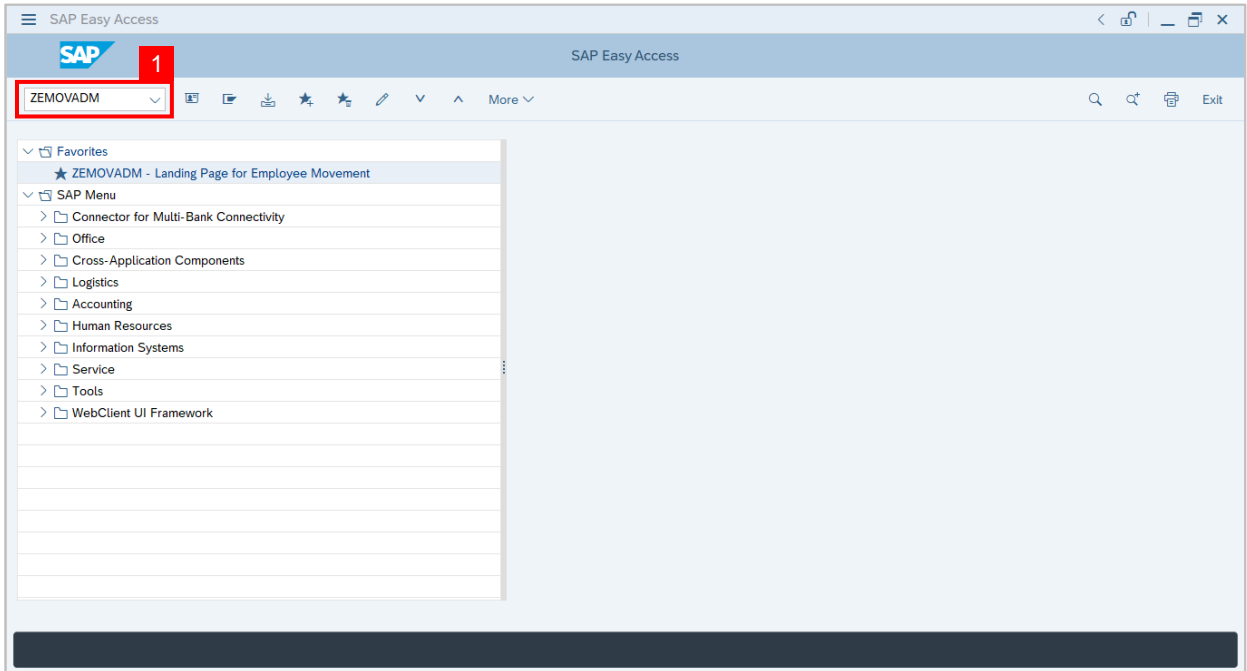 SAP Easy Access
SAP
SAP Easy Access
1
ZEMOVADM
More
Exit
Favorites
ZEMOVADM - Landing Page for Employee Movement
SAP Menu
Connector for Multi-Bank Connectivity
Office
Cross-Application Components
Logistics
Accounting
Human Resources
Information Systems
Service
Tools
WebClient UI Framework